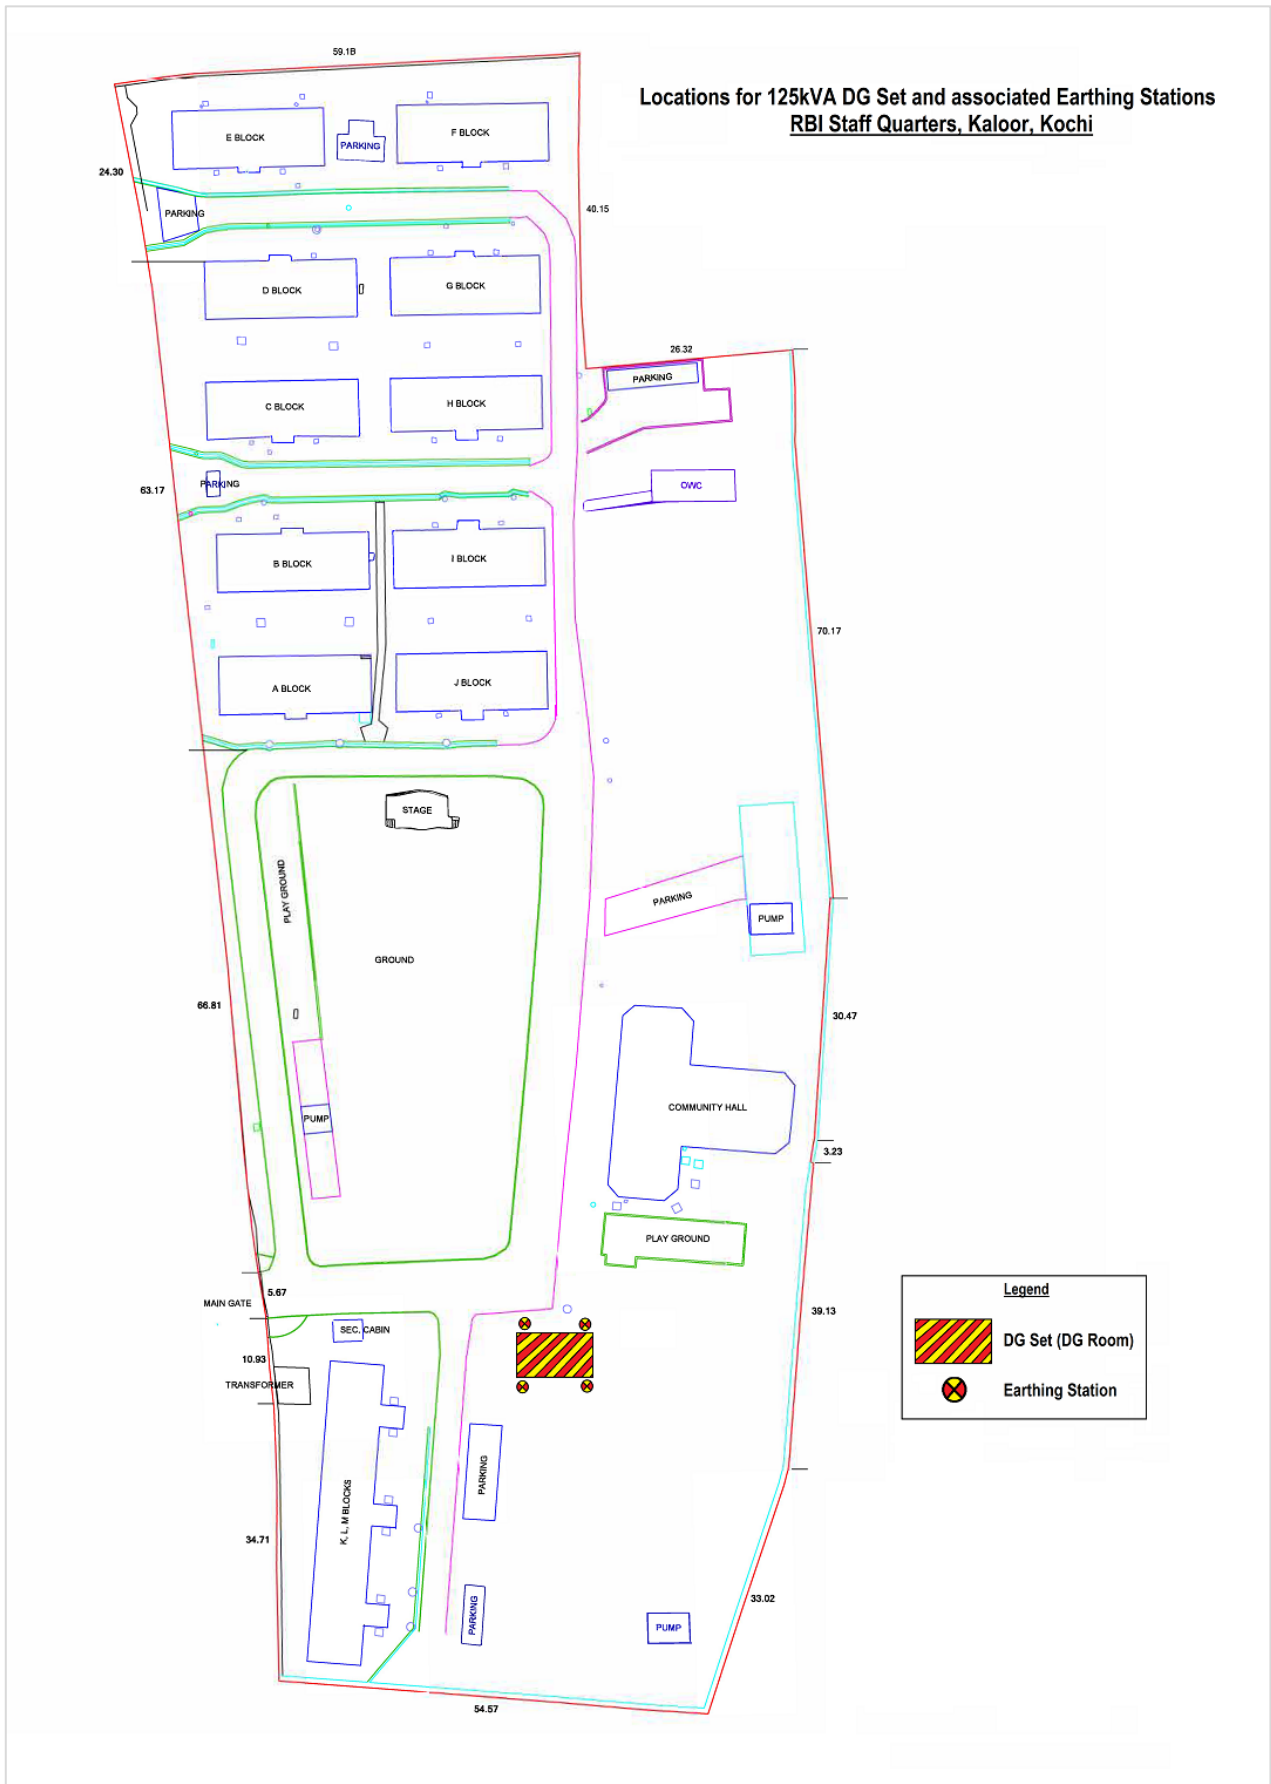 59.1B
Locations for 125kVA DG Set and associated Earthing Stations
RBI Staff Quarters, Kaloor, Kochi
E BLOCK
PARKING
F BLOCK
24.30
PARKING
40.15
D BLOCK
G BLOCK
26.32
PARKING
C BLOCK
H BLOCK
63.17
PARKING
OWC
B BLOCK
I BLOCK
70.17
A BLOCK
J BLOCK
STAGE
PLAY GROUND
PARKING
PUMP
GROUND
66.81
30.47
COMMUNITY HALL
PUMP
3.23
PLAY GROUND
5.67
MAIN GATE
39.13
SEC. CABIN
10.93
TRANSFORMER
Legend
DG Set (DG Room)
Earthing Station
PARKING
K, L, M BLOCKS
34.71
33.02
PARKING
PUMP
54.57